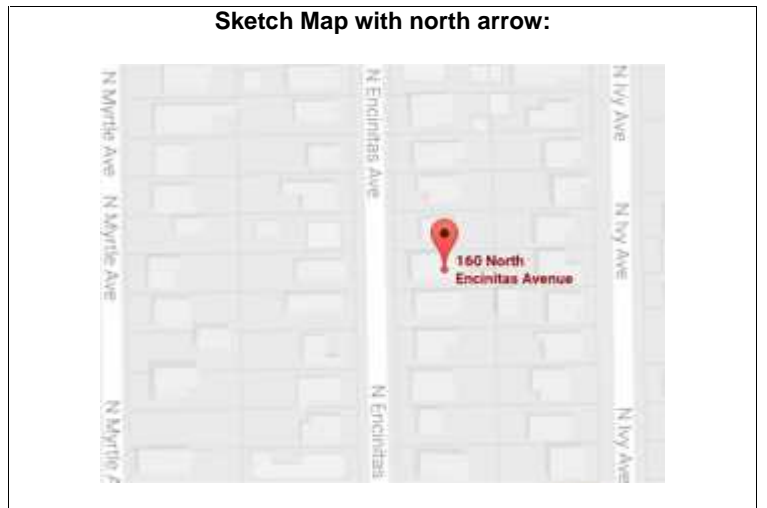 Sketch Map with north arrow:
N Myrtle Ave
N Encinitas Ave
N Ivy Ave
N Myrtle Ave
N Ivy Ave
160 North
Encinitas Avenue
N Myrtle A
N Encinitas
N Ivy Ave